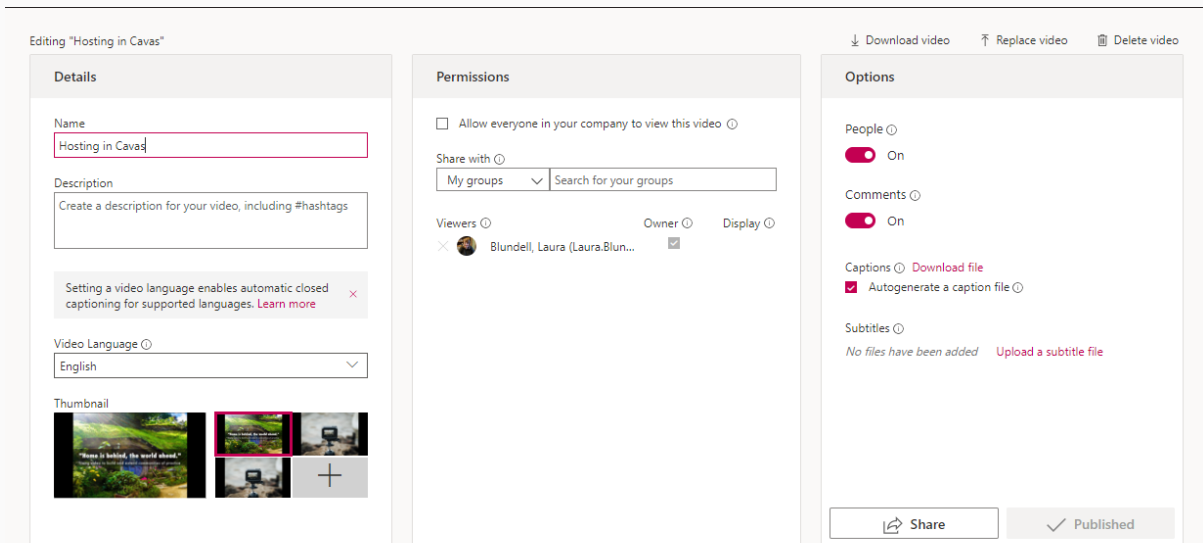 Editing "Hosting in Cavas"
Download video
Replace video
Delete video
Details
Name
Hosting in Cavas
Description
Create a description for your video, including #hashtags
Setting a video language enables automatic closed
captioning for supported languages. Learn more
Video Language
English
Thumbnail
"Home is behind, the world ahead."
Permissions
Allow everyone in your company to view this video
Share with
My groups
Search for your groups
Viewers
Owner
Display
Blundell, Laura (Laura.Blun...
Options
People
On
Comments
On
Captions
Download file
Autogenerate a caption file
Subtitles
No files have been added
Upload a subtitle file
Share
Published